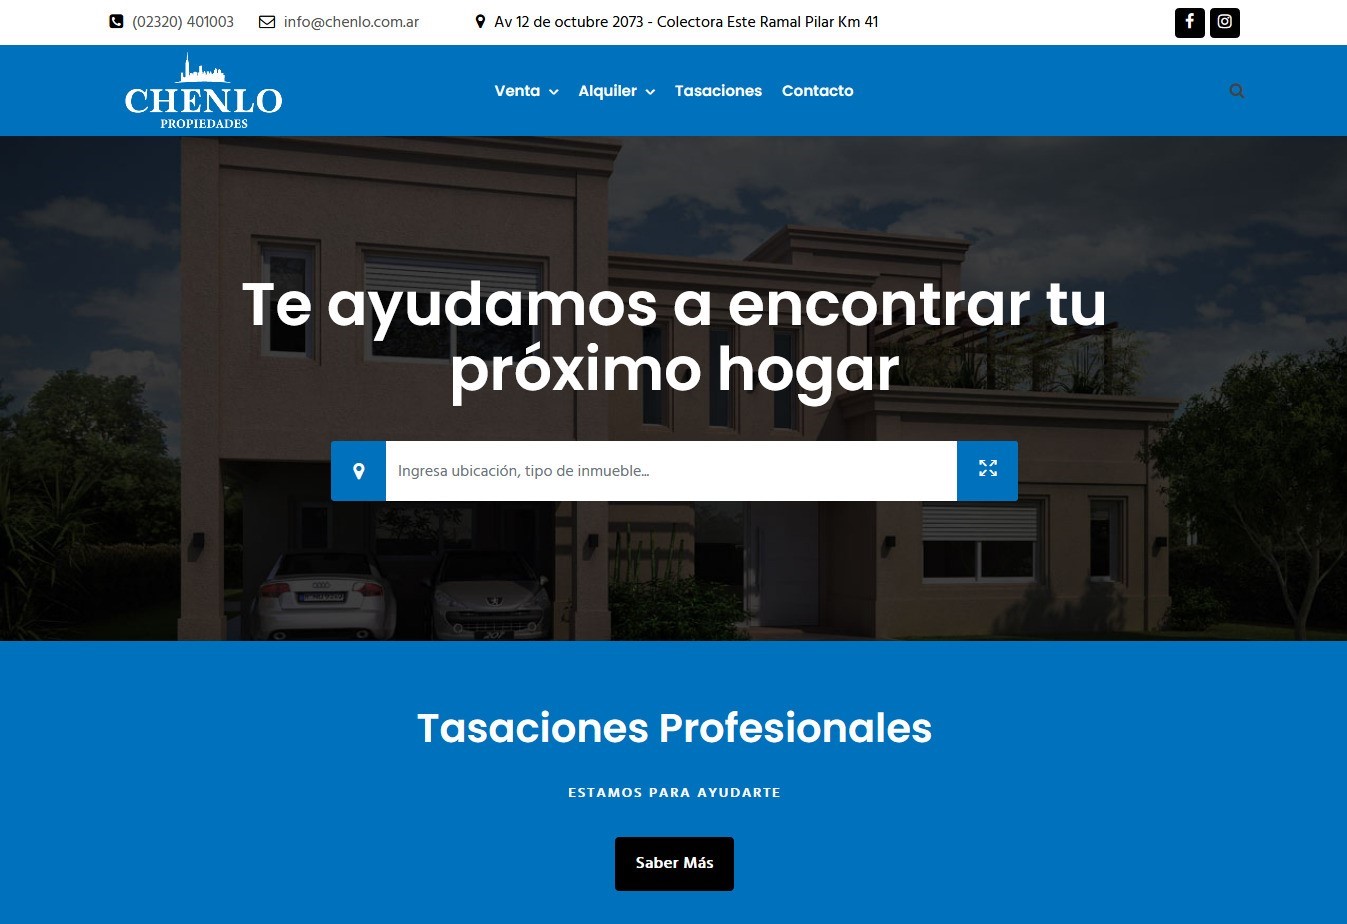 (02320) 401003
info@chenlo.com.ar
Av 12 de octubre 2073 - Colectora Este Ramal Pilar Km 41
CHENLO
PROPIEDADES
Venta
Alquiler
Tasaciones
Contacto
Te ayudamos a encontrar tu
próximo hogar
Ingresa ubicación, tipo de inmueble...
207
Tasaciones Profesionales
ESTAMOS PARA AYUDARTE
Saber Más